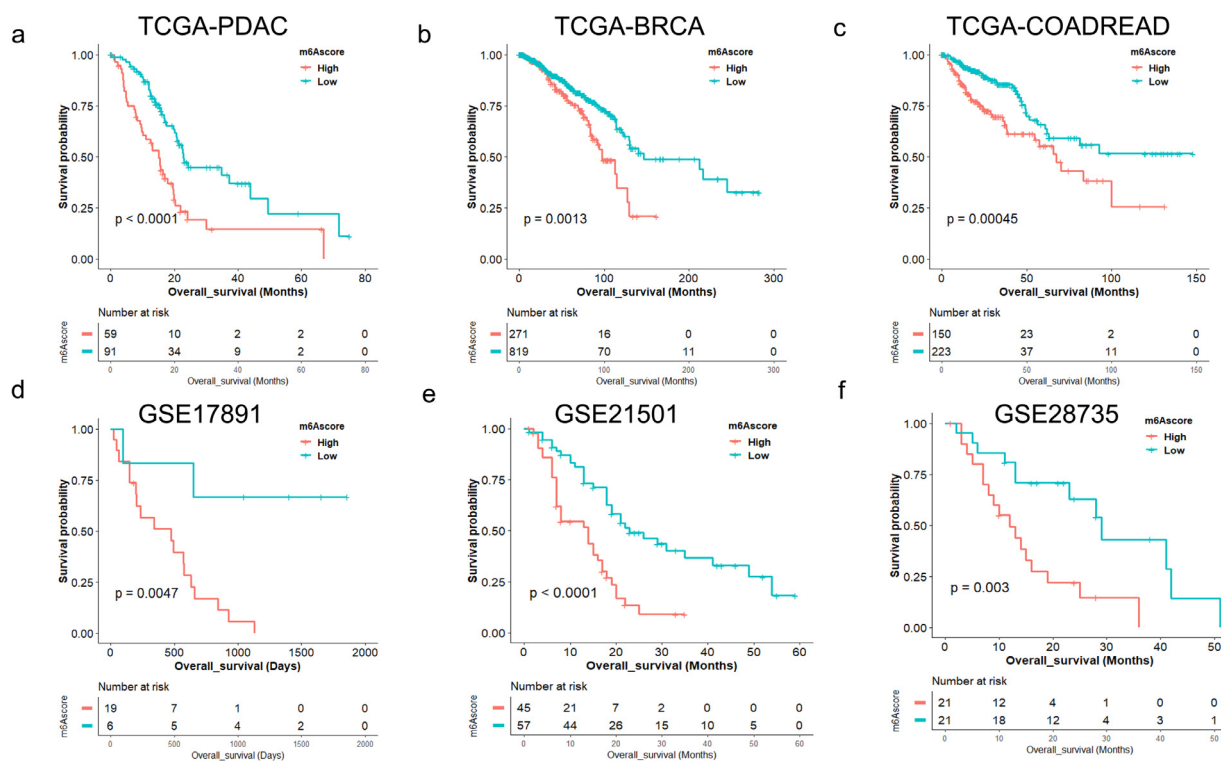 a TCGA-PDAC
m6Ascore
High
Low
Survival probability
1.00
0.75
0.50
0.25
0.00
p < 0.0001
0 20 40 60 80
Overall_survival (Months)
Number at risk
m6Ascore
59 10 2 2 0
91 34 9 2 0
0 20 40 60 80
Overall_survival (Months)
b TCGA-BRCA
m6Ascore
High
Low
Survival probability
1.00
0.75
0.50
0.25
0.00
p = 0.0013
0 100 200 300
Overall_survival (Months)
Number at risk
m6Ascore
271 16 0 0
819 70 11 0
0 100 200 300
Overall_survival (Months)
c TCGA-COADREAD
m6Ascore
High
Low
Survival probability
1.00
0.75
0.50
0.25
0.00
p = 0.00045
0 50 100 150
Overall_survival (Months)
Number at risk
m6Ascore
150 23 2 0
223 37 11 0
0 50 100 150
Overall_survival (Months)
d GSE17891
m6Ascore
High
Low
Survival probability
1.00
0.75
0.50
0.25
0.00
p = 0.0047
0 500 1000 1500 2000
Overall_survival (Days)
Number at risk
m6Ascore
19 7 1 0 0
6 5 4 2 0
0 500 1000 1500 2000
Overall_survival (Days)
e GSE21501
m6Ascore
High
Low
Survival probability
1.00
0.75
0.50
0.25
0.00
p < 0.0001
0 10 20 30 40 50 60
Overall_survival (Months)
Number at risk
m6Ascore
45 21 7 2 0 0 0
57 44 26 15 10 5 0
0 10 20 30 40 50 60
Overall_survival (Months)
f GSE28735
m6Ascore
High
Low
Survival probability
1.00
0.75
0.50
0.25
0.00
p = 0.003
0 10 20 30 40 50
Overall_survival (Months)
Number at risk
m6Ascore
21 12 4 1 0 0
21 18 12 4 3 1
0 10 20 30 40 50
Overall_survival (Months)